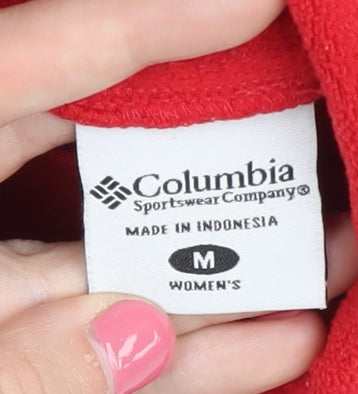 Columbia
Sportswear Company®
MADE IN INDONESIA
M
WOMEN'S